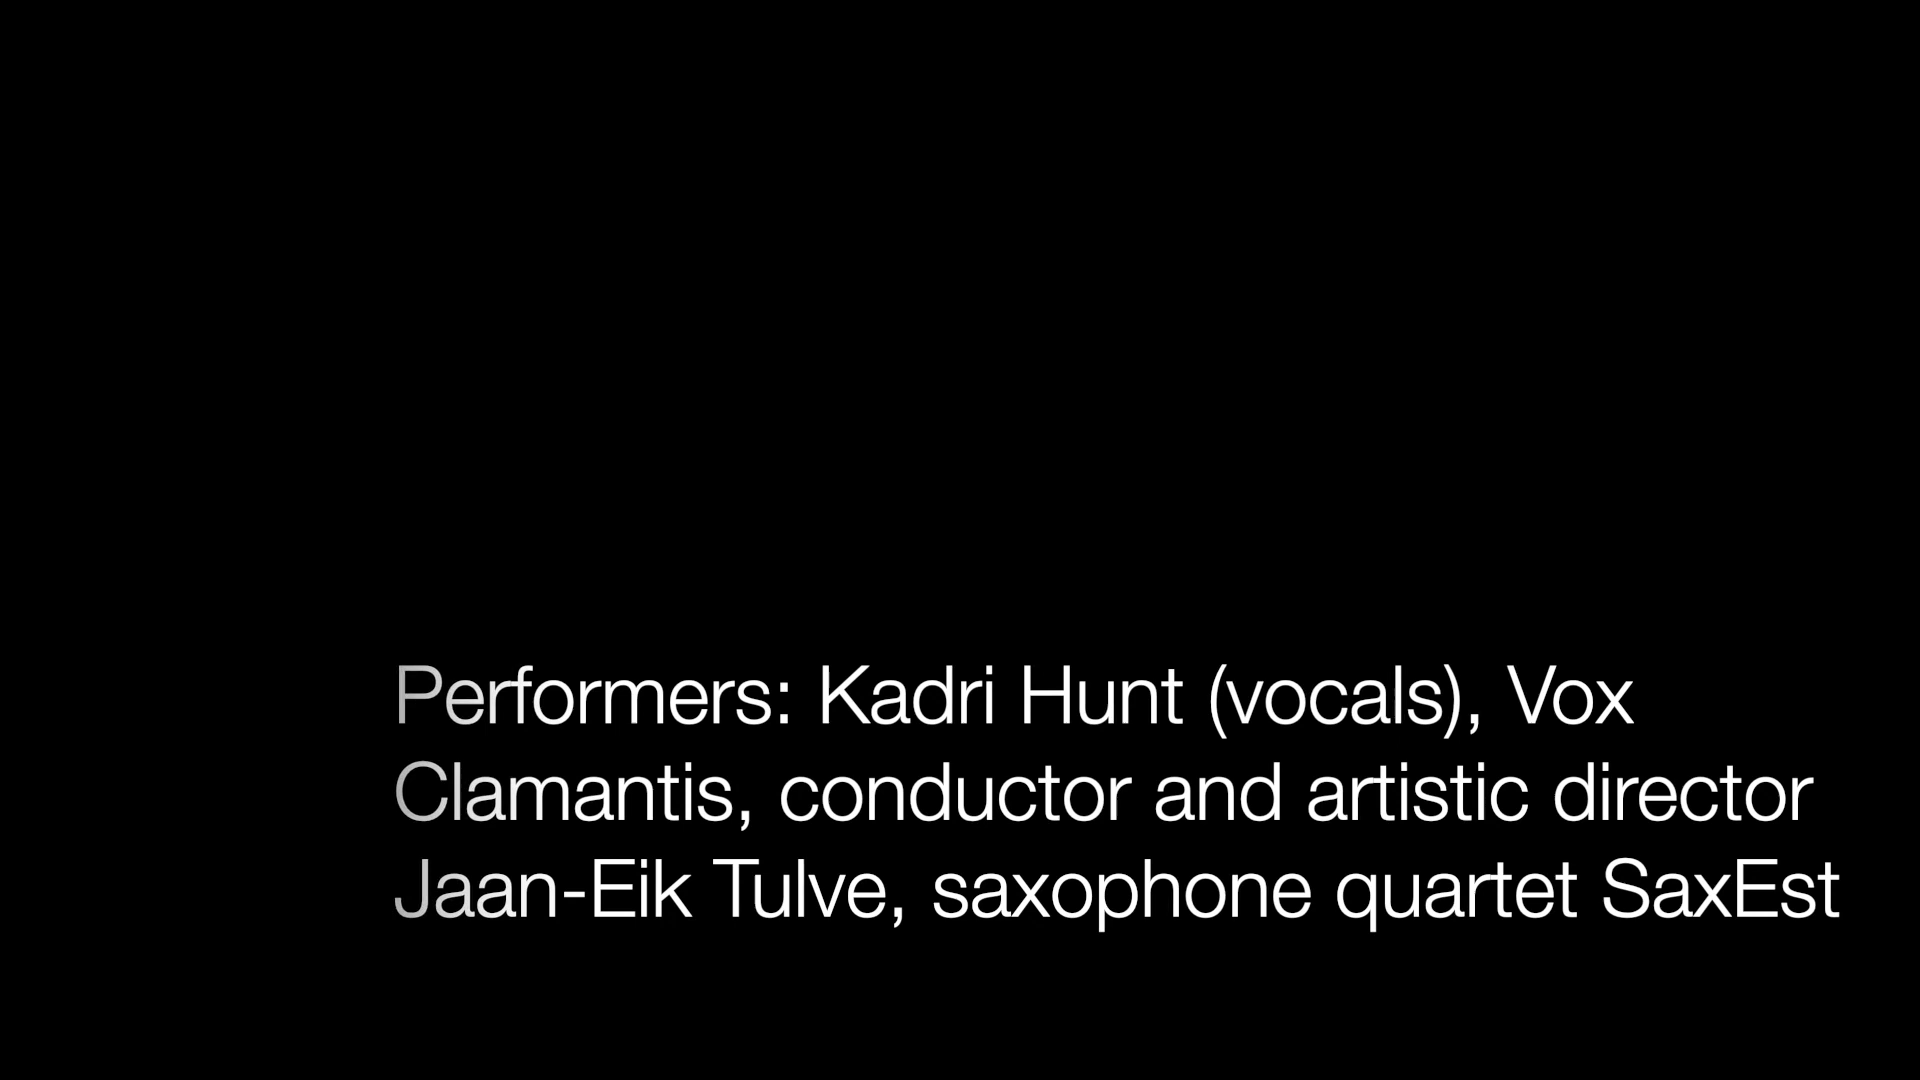 Performers: Kadri Hunt (vocals), Vox
Clamantis, conductor and artistic director
Jaan-Eik Tulve, saxophone quartet SaxEst